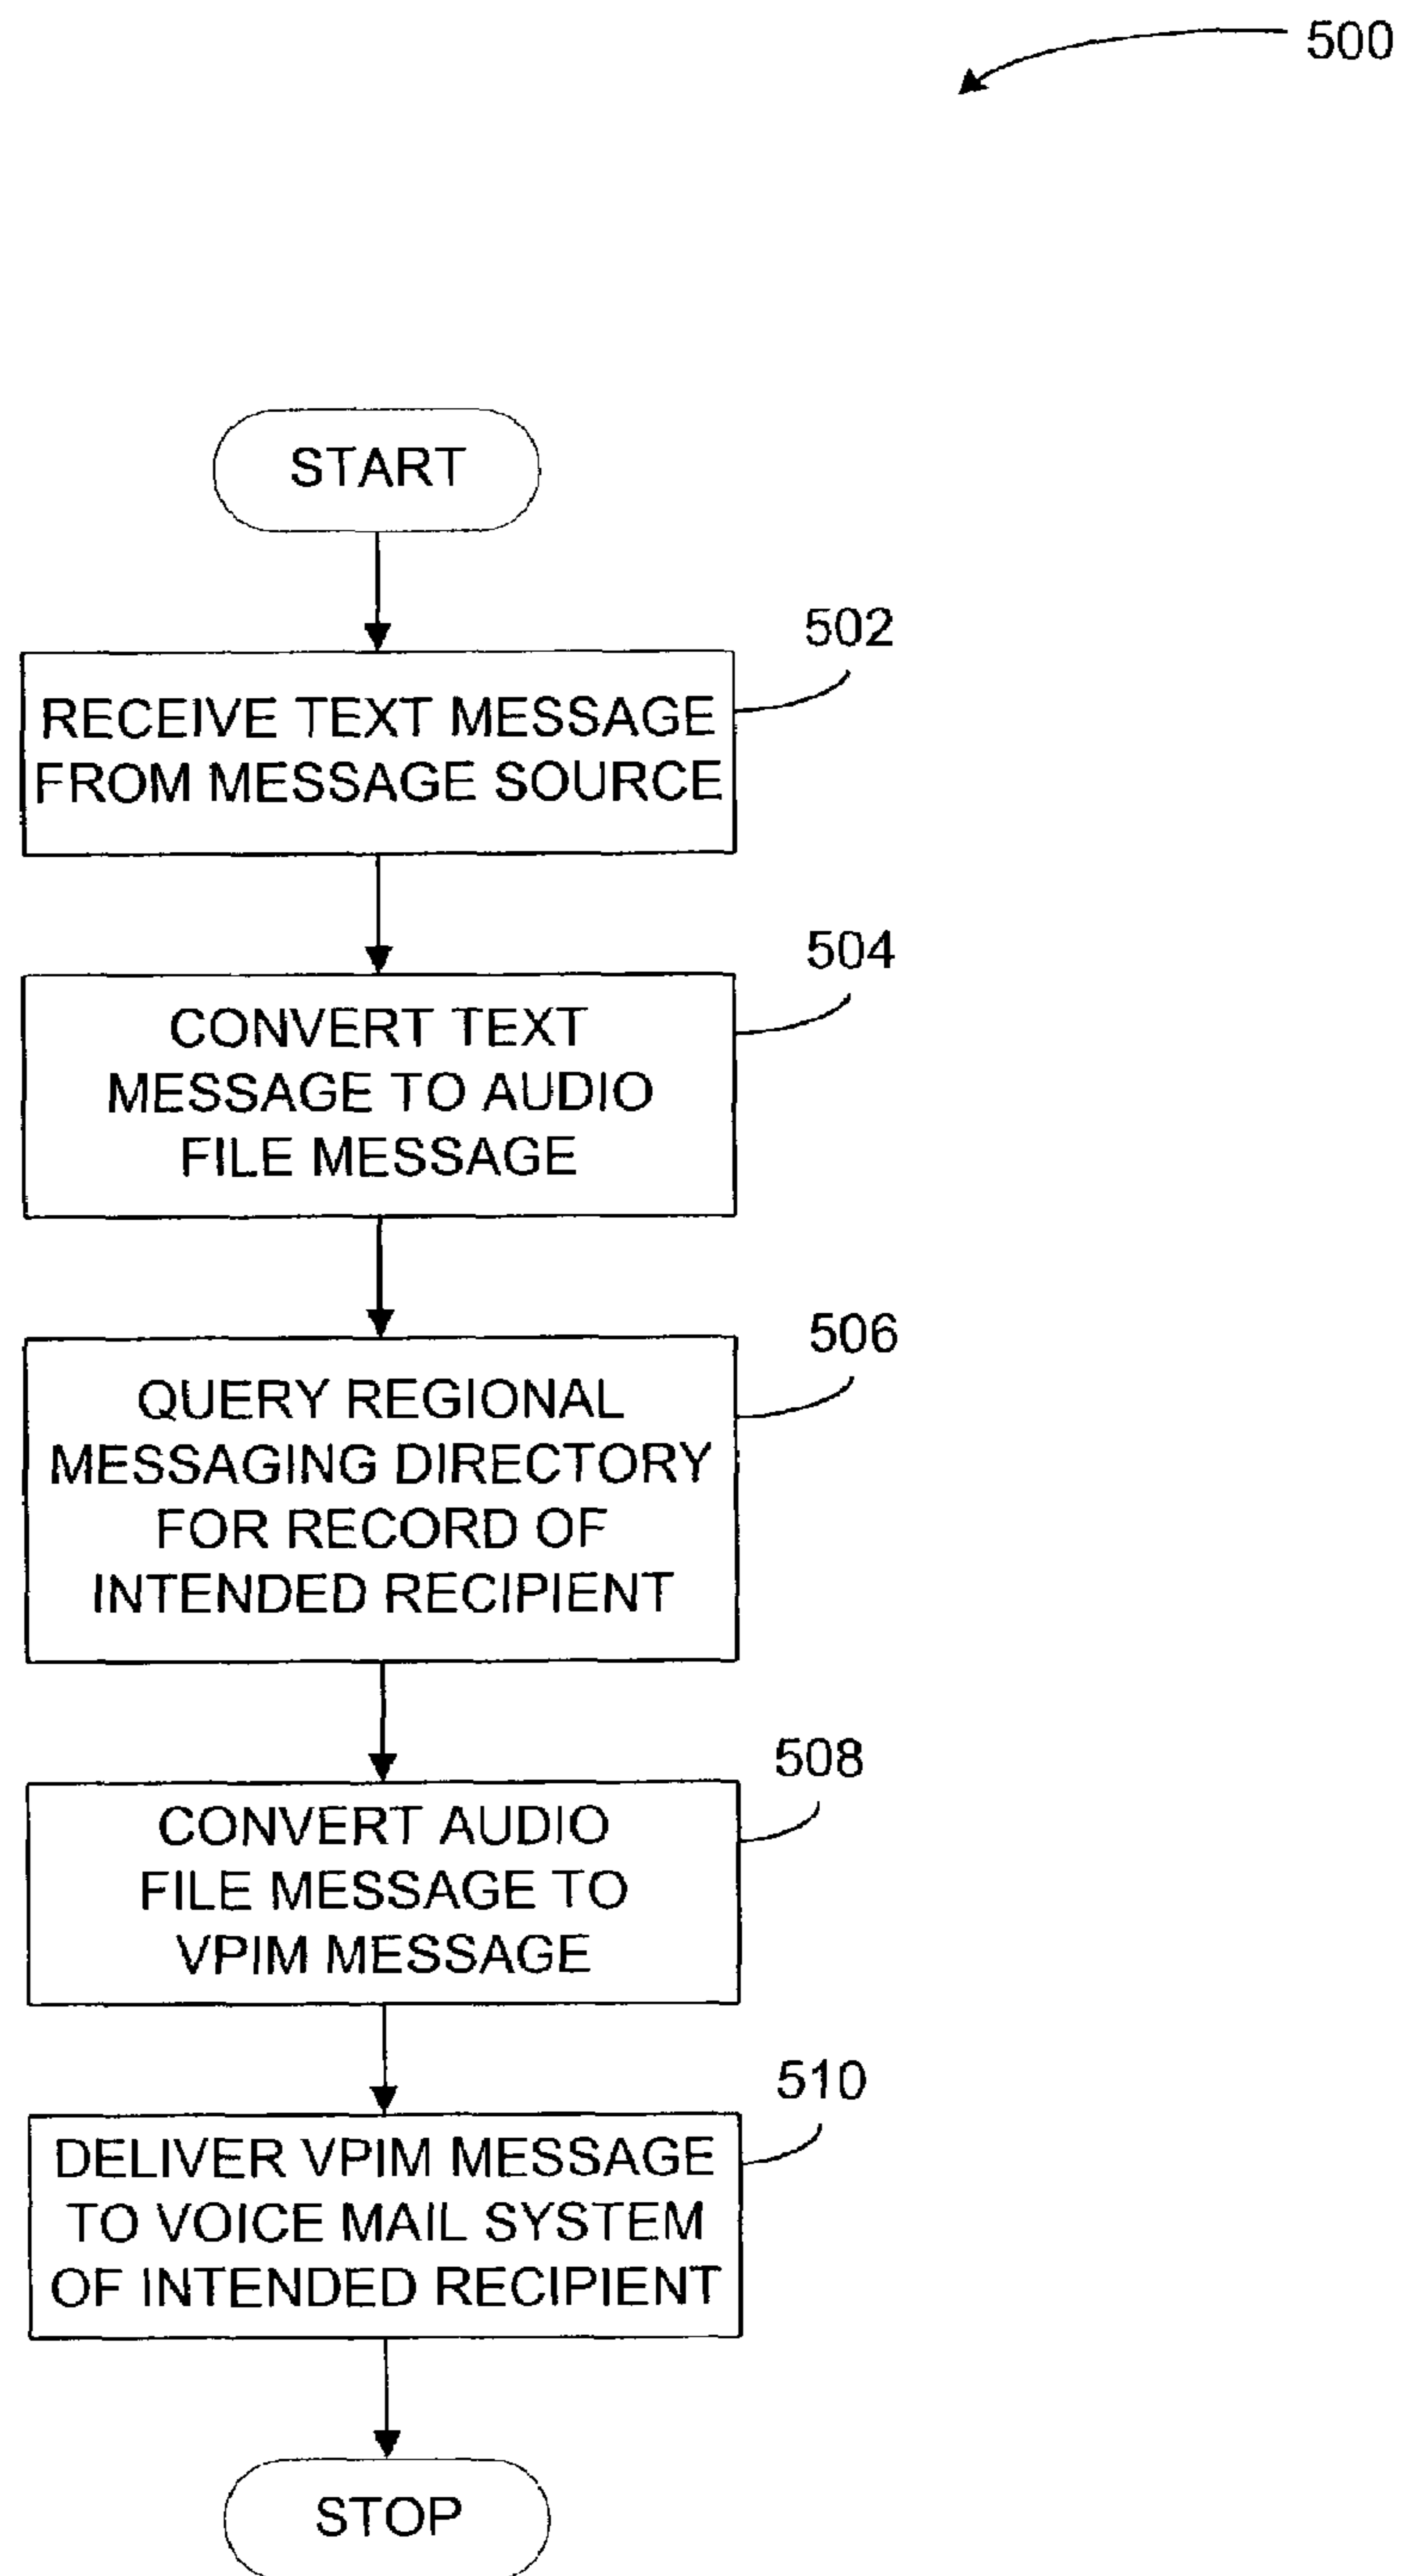 500
START
502
RECEIVE TEXT MESSAGE
FROM MESSAGE SOURCE
504
CONVERT TEXT
MESSAGE TO AUDIO
FILE MESSAGE
506
QUERY REGIONAL
MESSAGING DIRECTORY
FOR RECORD OF
INTENDED RECIPIENT
508
CONVERT AUDIO
FILE MESSAGE TO
VPIM MESSAGE
510
DELIVER VPIM MESSAGE
TO VOICE MAIL SYSTEM
OF INTENDED RECIPIENT
STOP